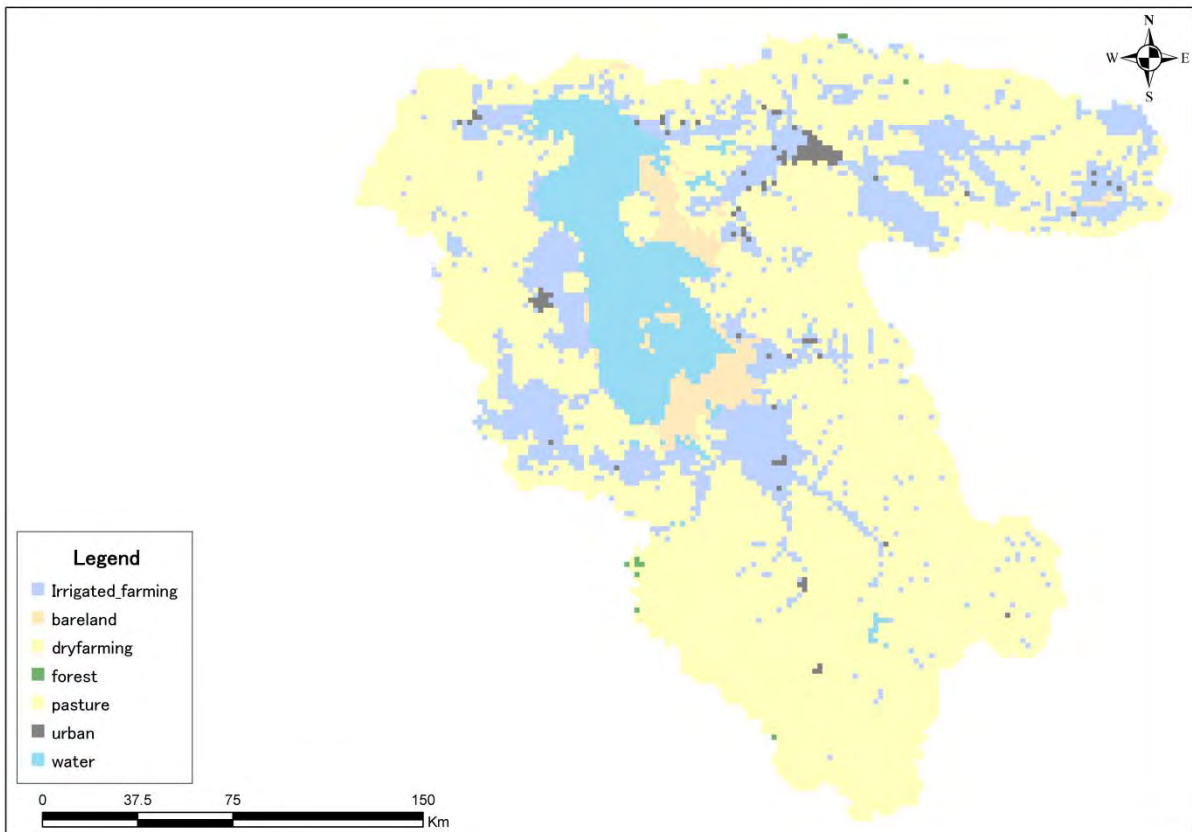 N
W E
S
Legend
Irrigated_farming
bareland
dryfarming
forest
pasture
urban
water
0 37.5 75 150
Km